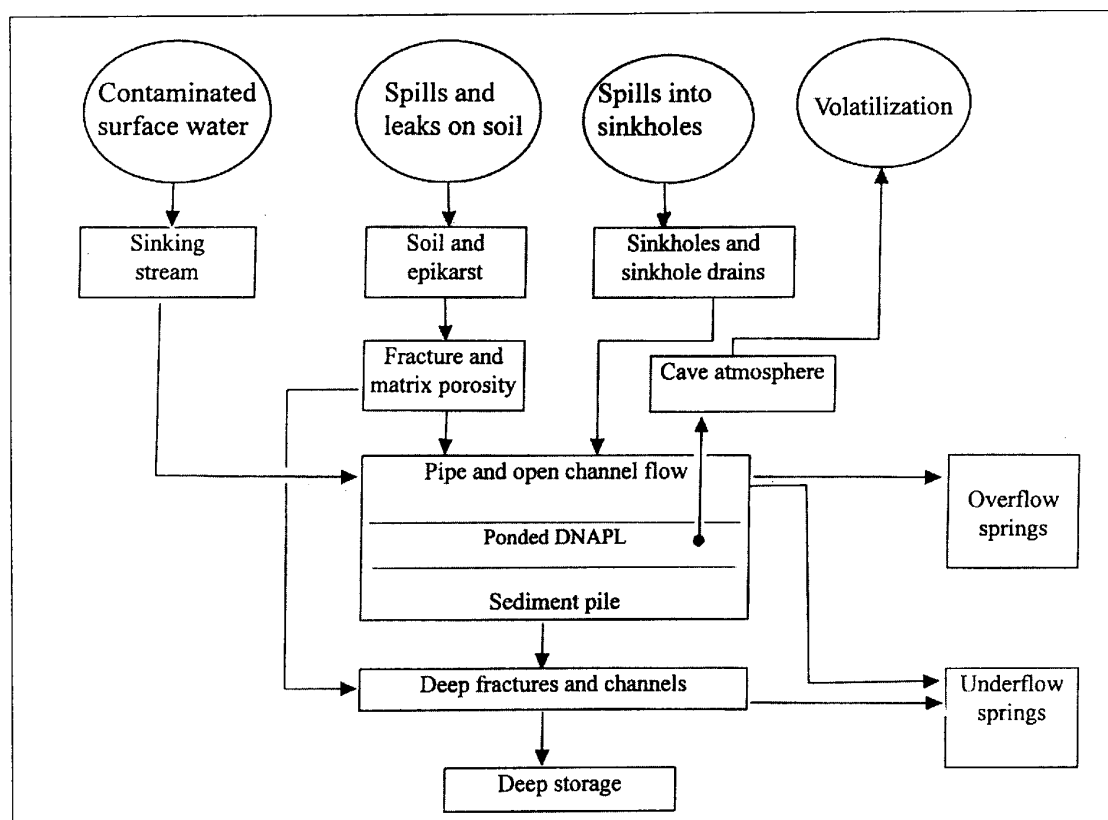 Contaminated
surface water
Spills and
leaks on soil
Spills into
sinkholes
Volatilization
Sinking
stream
Soil and
epikarst
Sinkholes and
sinkhole drains
Fracture and
matrix porosity
Cave atmosphere
Pipe and open channel flow
Ponded DNAPL
Sediment pile
Overflow
springs
Deep fractures and channels
Underflow
springs
Deep storage